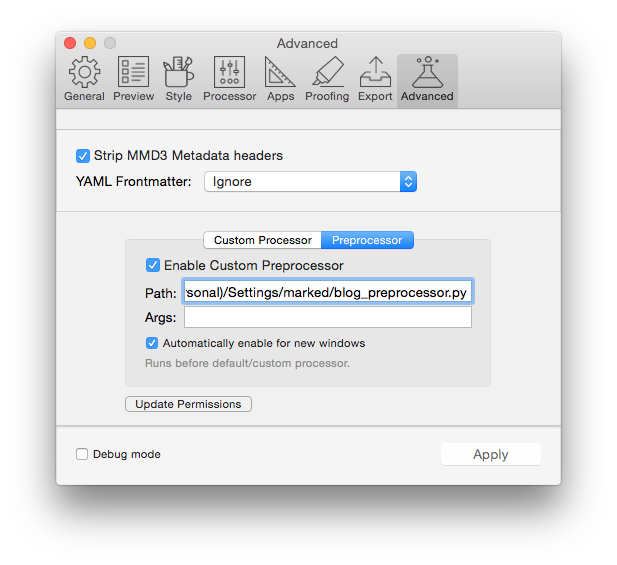 Advanced
General Preview Style Processor Apps Proofing Export Advanced
Strip MMD3 Metadata headers
YAML Frontmatter: Ignore
Custom Processor Preprocessor
Enable Custom Preprocessor
Path: rsonal)/Settings/marked/blog_preprocessor.py
Args:
Automatically enable for new windows
Runs before default/custom processor.
Update Permissions
Debug mode Apply